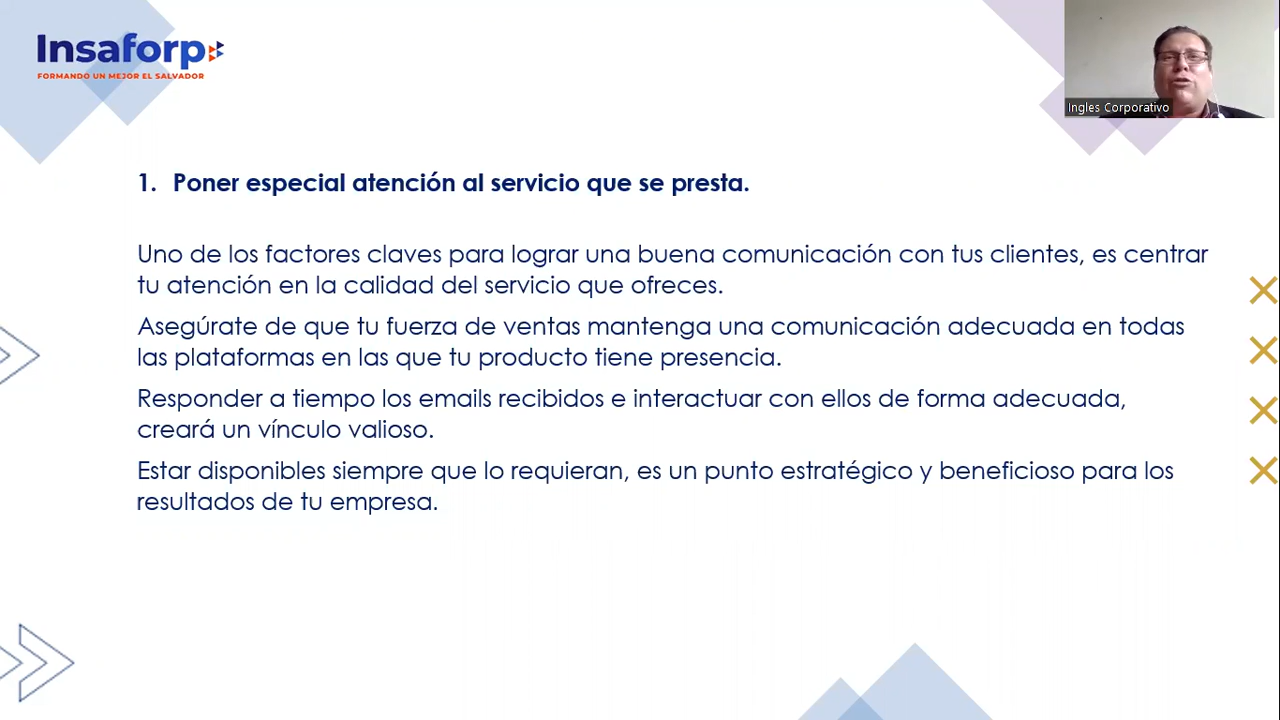 Insaforp
FORMANDO UN MEJOR EL SALVADOR
Ingles Corporativo
1. Poner especial atención al servicio que se presta.
Uno de los factores claves para lograr una buena comunicación con tus clientes, es centrar
tu atención en la calidad del servicio que ofreces.
Asegúrate de que tu fuerza de ventas mantenga una comunicación adecuada en todas
las plataformas en las que tu producto tiene presencia.
Responder a tiempo los emails recibidos e interactuar con ellos de forma adecuada,
creará un vínculo valioso.
Estar disponibles siempre que lo requieran, es un punto estratégico y beneficioso para los
resultados de tu empresa.